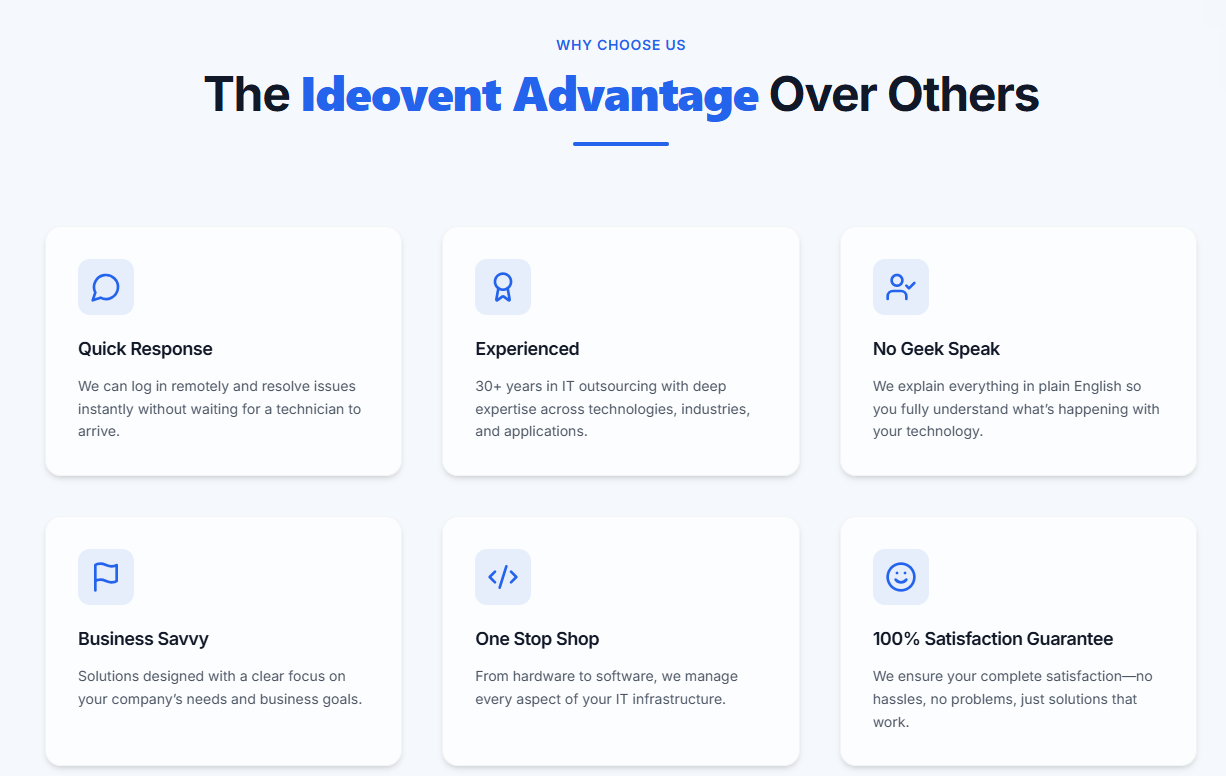 WHY CHOOSE US
The Ideovent Advantage Over Others
Quick Response
We can log in remotely and resolve issues
instantly without waiting for a technician to
arrive.
Experienced
30+ years in IT outsourcing with deep
expertise across technologies, industries,
and applications.
No Geek Speak
We explain everything in plain English so
you fully understand what’s happening with
your technology.
Business Savvy
Solutions designed with a clear focus on
your company’s needs and business goals.
One Stop Shop
From hardware to software, we manage
every aspect of your IT infrastructure.
100% Satisfaction Guarantee
We ensure your complete satisfaction—no
hassles, no problems, just solutions that
work.